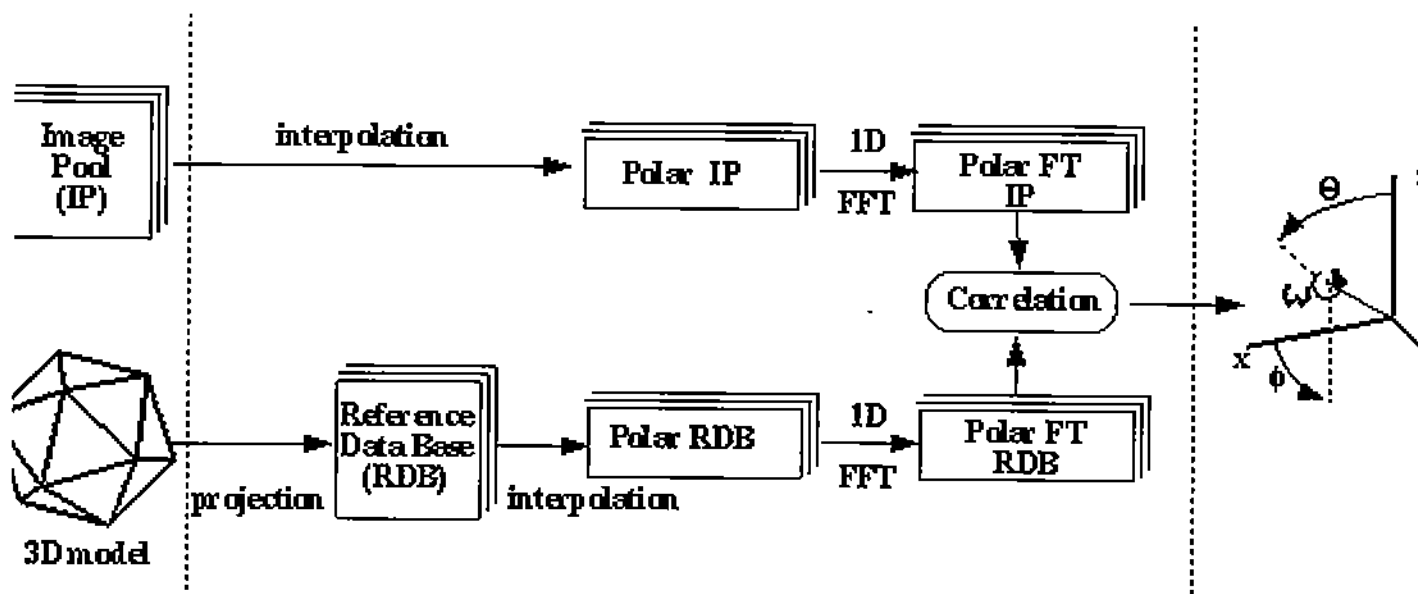 Image
Pool
(IP)
interpolation
Polar IP
1D
FFT
Polar FT
IP
Θ
Correlation
ω
x
ϕ
3D model
projection
Reference
Data Base
(RDB)
interpolation
Polar RDB
1D
FFT
Polar FT
RDB